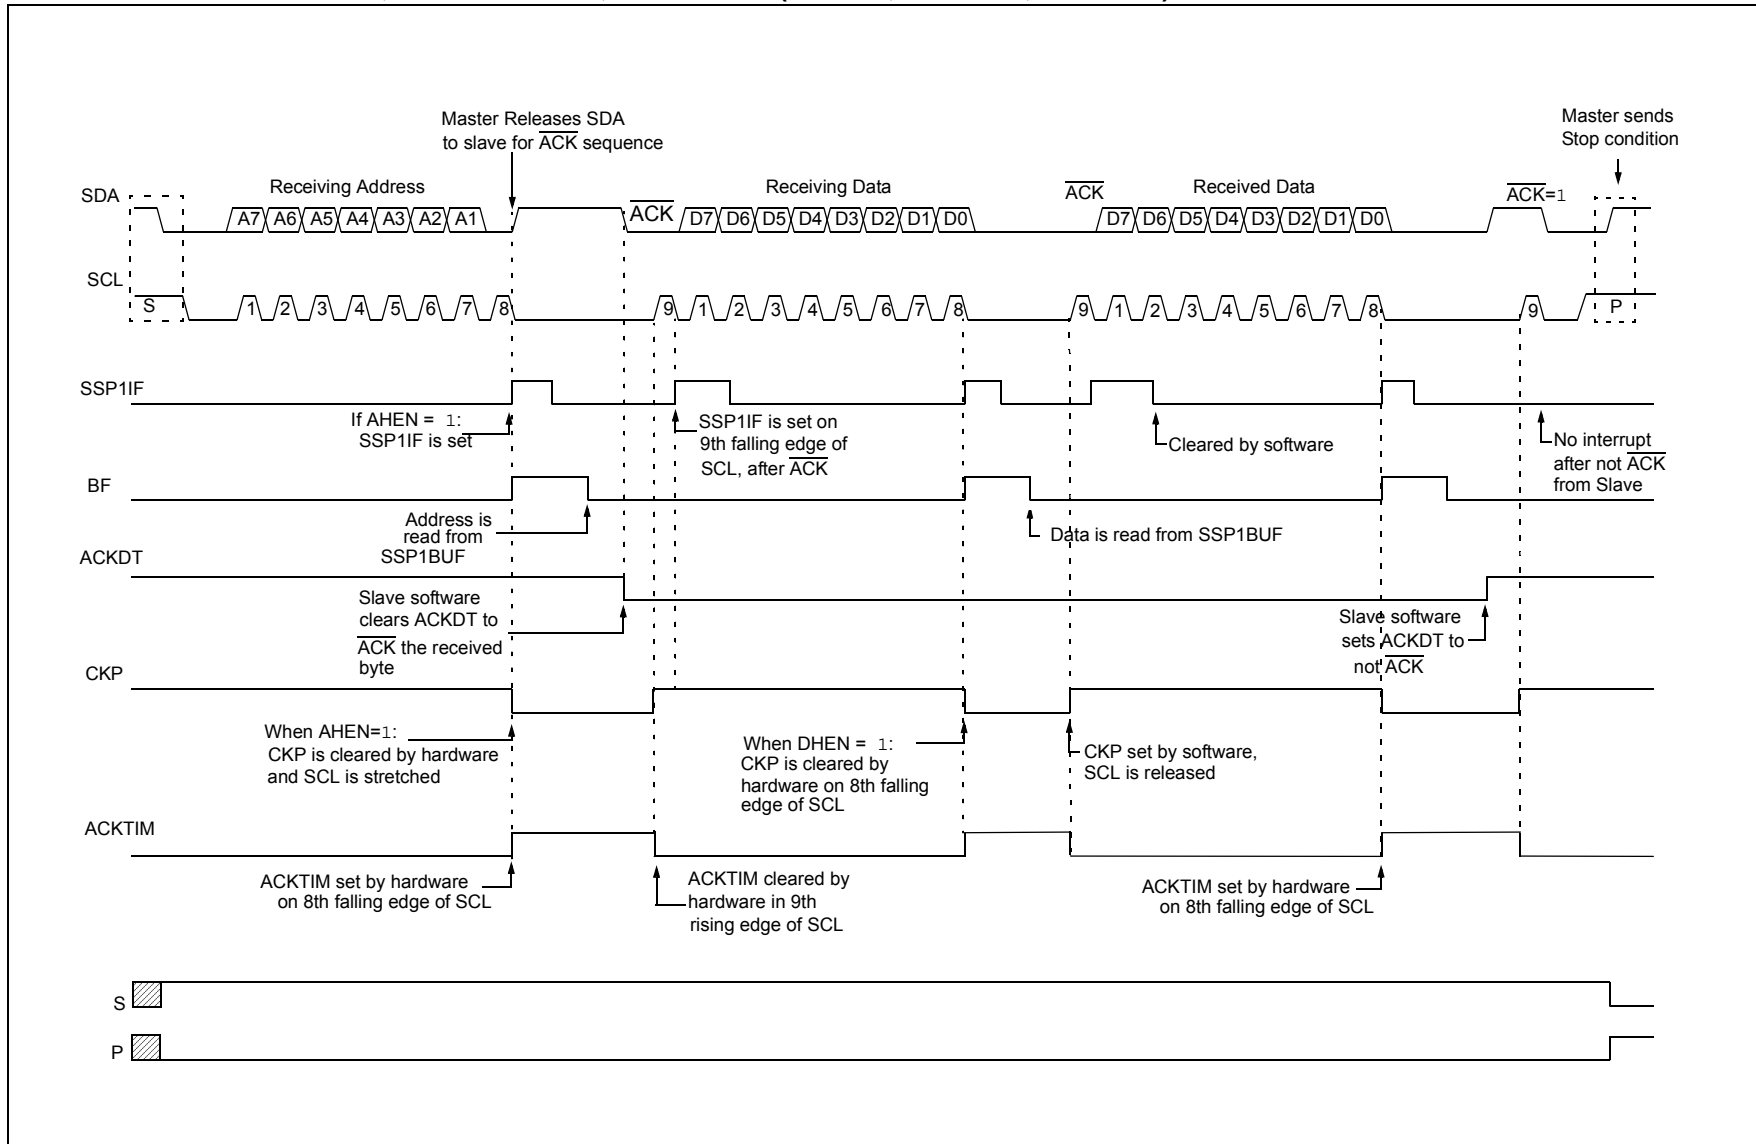 Master Releases SDA
to slave for ACK sequence
Master sends
Stop condition
SDA
Receiving Address
ACK
Receiving Data
ACK
Received Data
ACK=1
A7 A6 A5 A4 A3 A2 A1
D7 D6 D5 D4 D3 D2 D1 D0
D7 D6 D5 D4 D3 D2 D1 D0
SCL
S
1 2 3 4 5 6 7 8
9 1 2 3 4 5 6 7 8
9 1 2 3 4 5 6 7 8
9
P
SSP1IF
If AHEN = 1:
SSP1IF is set
SSP1IF is set on
9th falling edge of
SCL, after ACK
Cleared by software
No interrupt
after not ACK
from Slave
BF
Address is
read from
SSP1BUF
Data is read from SSP1BUF
ACKDT
Slave software
clears ACKDT to
ACK the received
byte
Slave software
sets ACKDT to
not ACK
CKP
When AHEN=1:
CKP is cleared by hardware
and SCL is stretched
When DHEN = 1:
CKP is cleared by
hardware on 8th falling
edge of SCL
CKP set by software,
SCL is released
ACKTIM
ACKTIM set by hardware
on 8th falling edge of SCL
ACKTIM cleared by
hardware in 9th
rising edge of SCL
ACKTIM set by hardware
on 8th falling edge of SCL
S
P